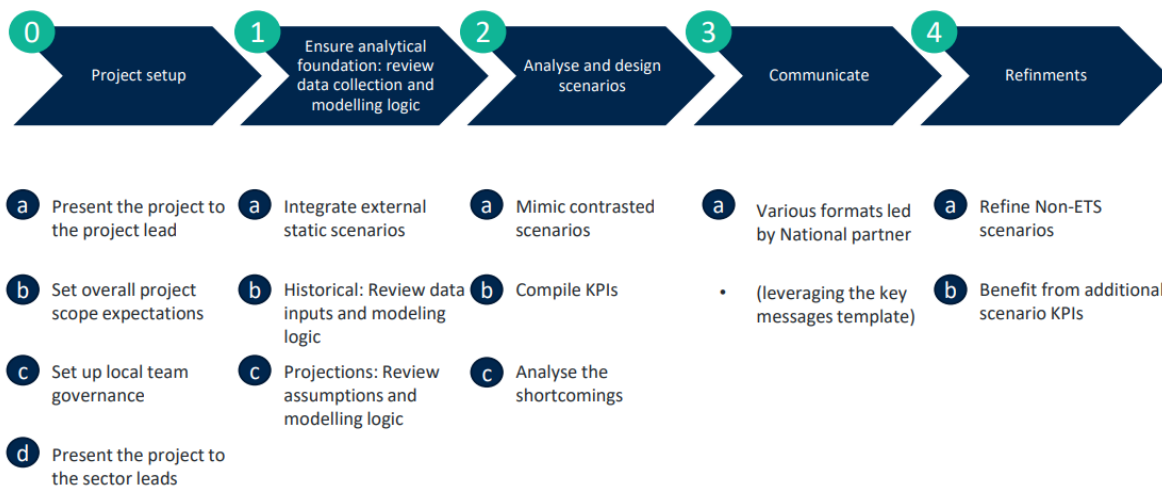 0
Project setup
1
Ensure analytical
foundation: review
data collection and
modelling logic
2
Analyse and design
scenarios
3
Communicate
4
Refinments
a
Present the project to
the project lead
b
Set overall project
scope expectations
c
Set up local team
governance
d
Present the project to
the sector leads
a
Integrate external
static scenarios
b
Historical: Review data
inputs and modeling
logic
c
Projections: Review
assumptions and
modelling logic
a
Mimic contrasted
scenarios
b
Compile KPIs
c
Analyse the
shortcomings
a
Various formats led
by National partner
• (leveraging the key
messages template)
a
Refine Non-ETS
scenarios
b
Benefit from additional
scenario KPIs